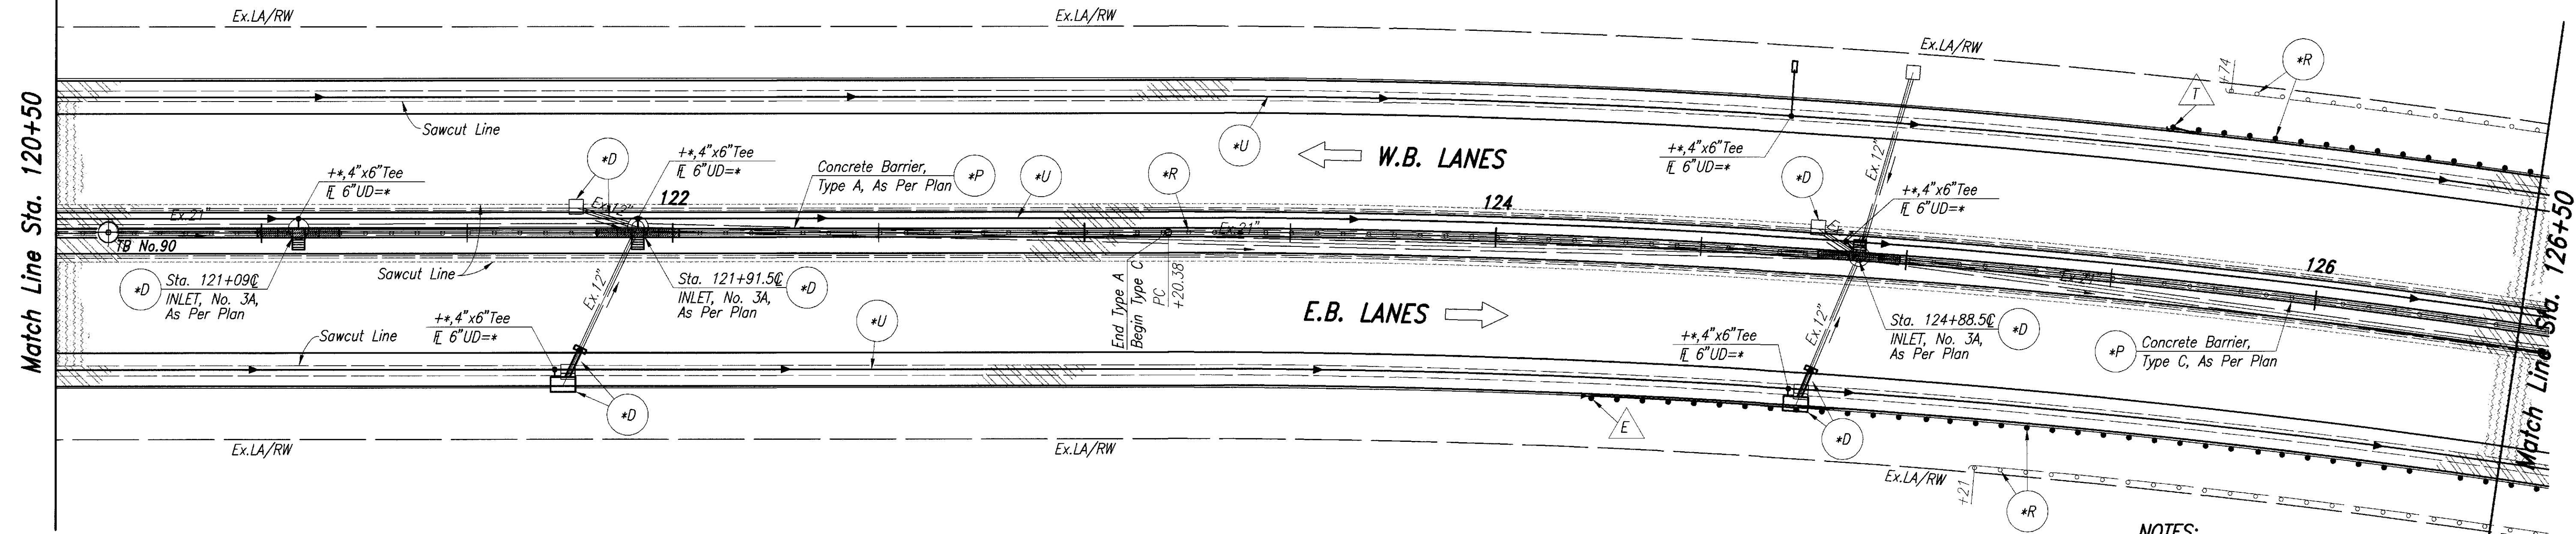 Ex.LA/RW
Ex.LA/RW
Ex.LA/RW
+74
*R
T
Match Line Sta. 120+50
Sawcut Line
*D
+*,4"x6"Tee
FL 6"UD=*
+*,4"x6"Tee
FL 6"UD=*
Concrete Barrier,
Type A, As Per Plan
*P
*U
*R
*U
W.B. LANES
+*,4"x6"Tee
FL 6"UD=*
*D
Ex.12"
+*,4"x6"Tee
FL 6"UD=*
Ex.21"
Ex.12"
122
124
126
Ex.21"
TB No.90
*D
Sta. 121+09℄
INLET, No. 3A,
As Per Plan
Sawcut Line
Ex.12"
Sta. 121+91.5℄
INLET, No. 3A,
As Per Plan
*D
End Type A
Begin Type C
PC
+20.38
E.B. LANES
Ex.12"
Sta. 124+88.5℄
INLET, No. 3A,
As Per Plan
*D
Ex.21"
*P
Concrete Barrier,
Type C, As Per Plan
Match Line Sta. 126+50
Sawcut Line
+*,4"x6"Tee
FL 6"UD=*
*U
+*,4"x6"Tee
FL 6"UD=*
*D
E
*D
Ex.LA/RW
Ex.LA/RW
Ex.LA/RW
+21
*R
NOTES: